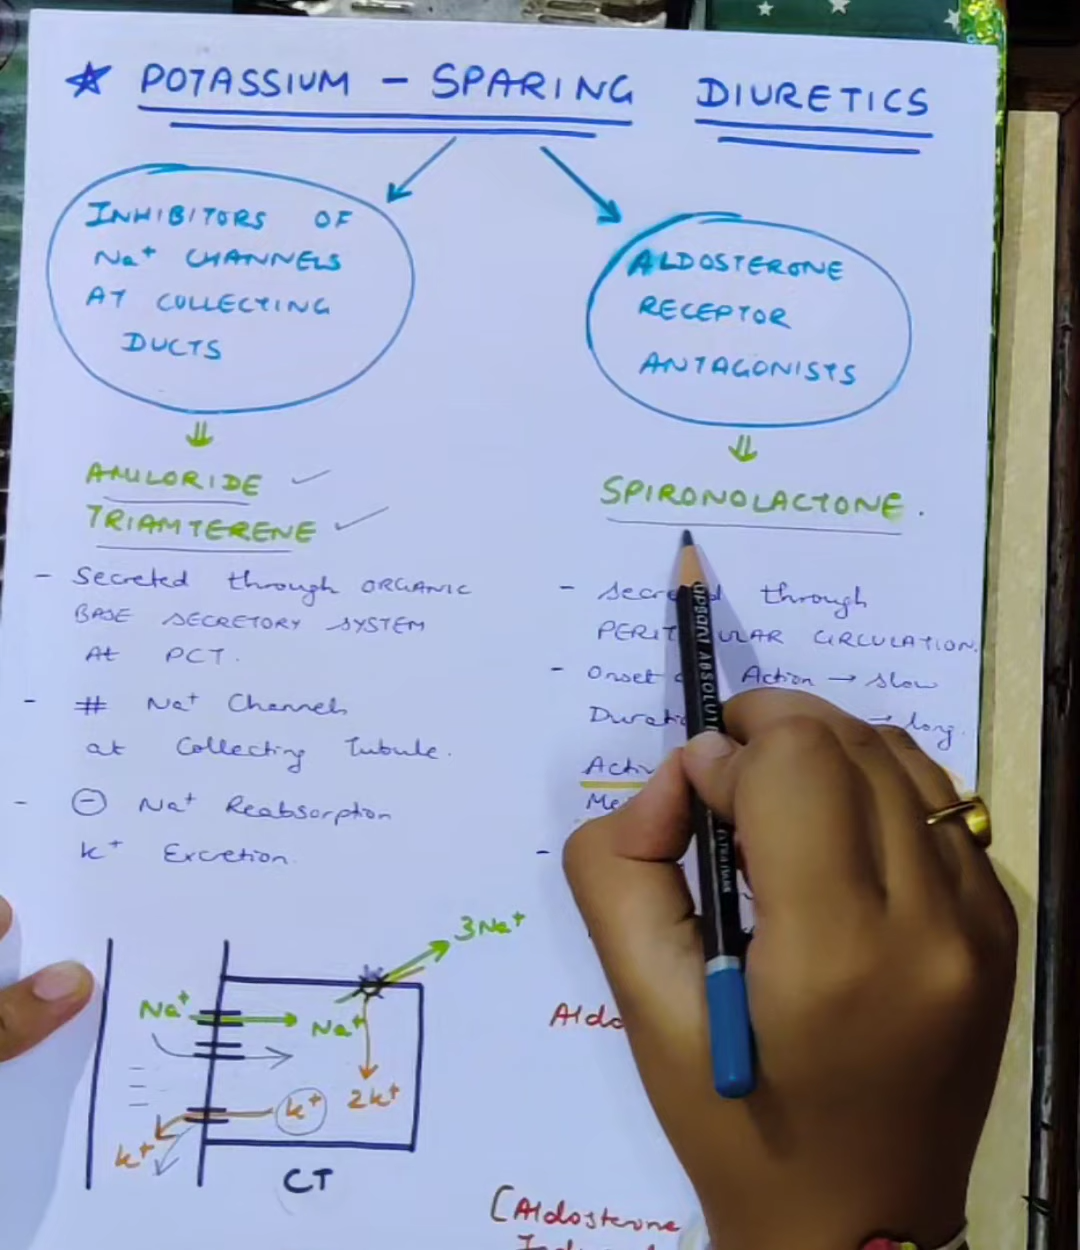 ★ POTASSIUM - SPARING DIURETICS
INHIBITORS OF
Na⁺ CHANNELS
AT COLLECTING
DUCTS
AMILORIDE
TRIAMTERENE
- Secreted through ORGANIC
BASE SECRETORY SYSTEM
At PCT.
- # Na⁺ Channels
at Collecting Tubule.
- ⊖ Na⁺ Reabsorption
K⁺ Excretion.
3Na⁺
Na⁺
Na⁺
K⁺
2K⁺
K⁺
CT
ALDOSTERONE
RECEPTOR
ANTAGONISTS
SPIRONOLACTONE.
- through
CIRCULATION.
- Onset Action → slow
→ long.
[Aldosterone